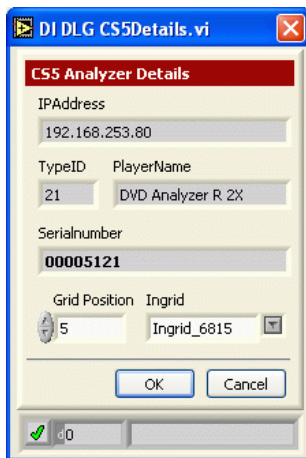 DI DLG CS5Details.vi
CS5 Analyzer Details
IPAddress
192.168.253.80
TypeID PlayerName
21 DVD Analyzer R 2X
Serialnumber
00005121
Grid Position Ingrid
5 Ingrid_6815
OK Cancel
d0